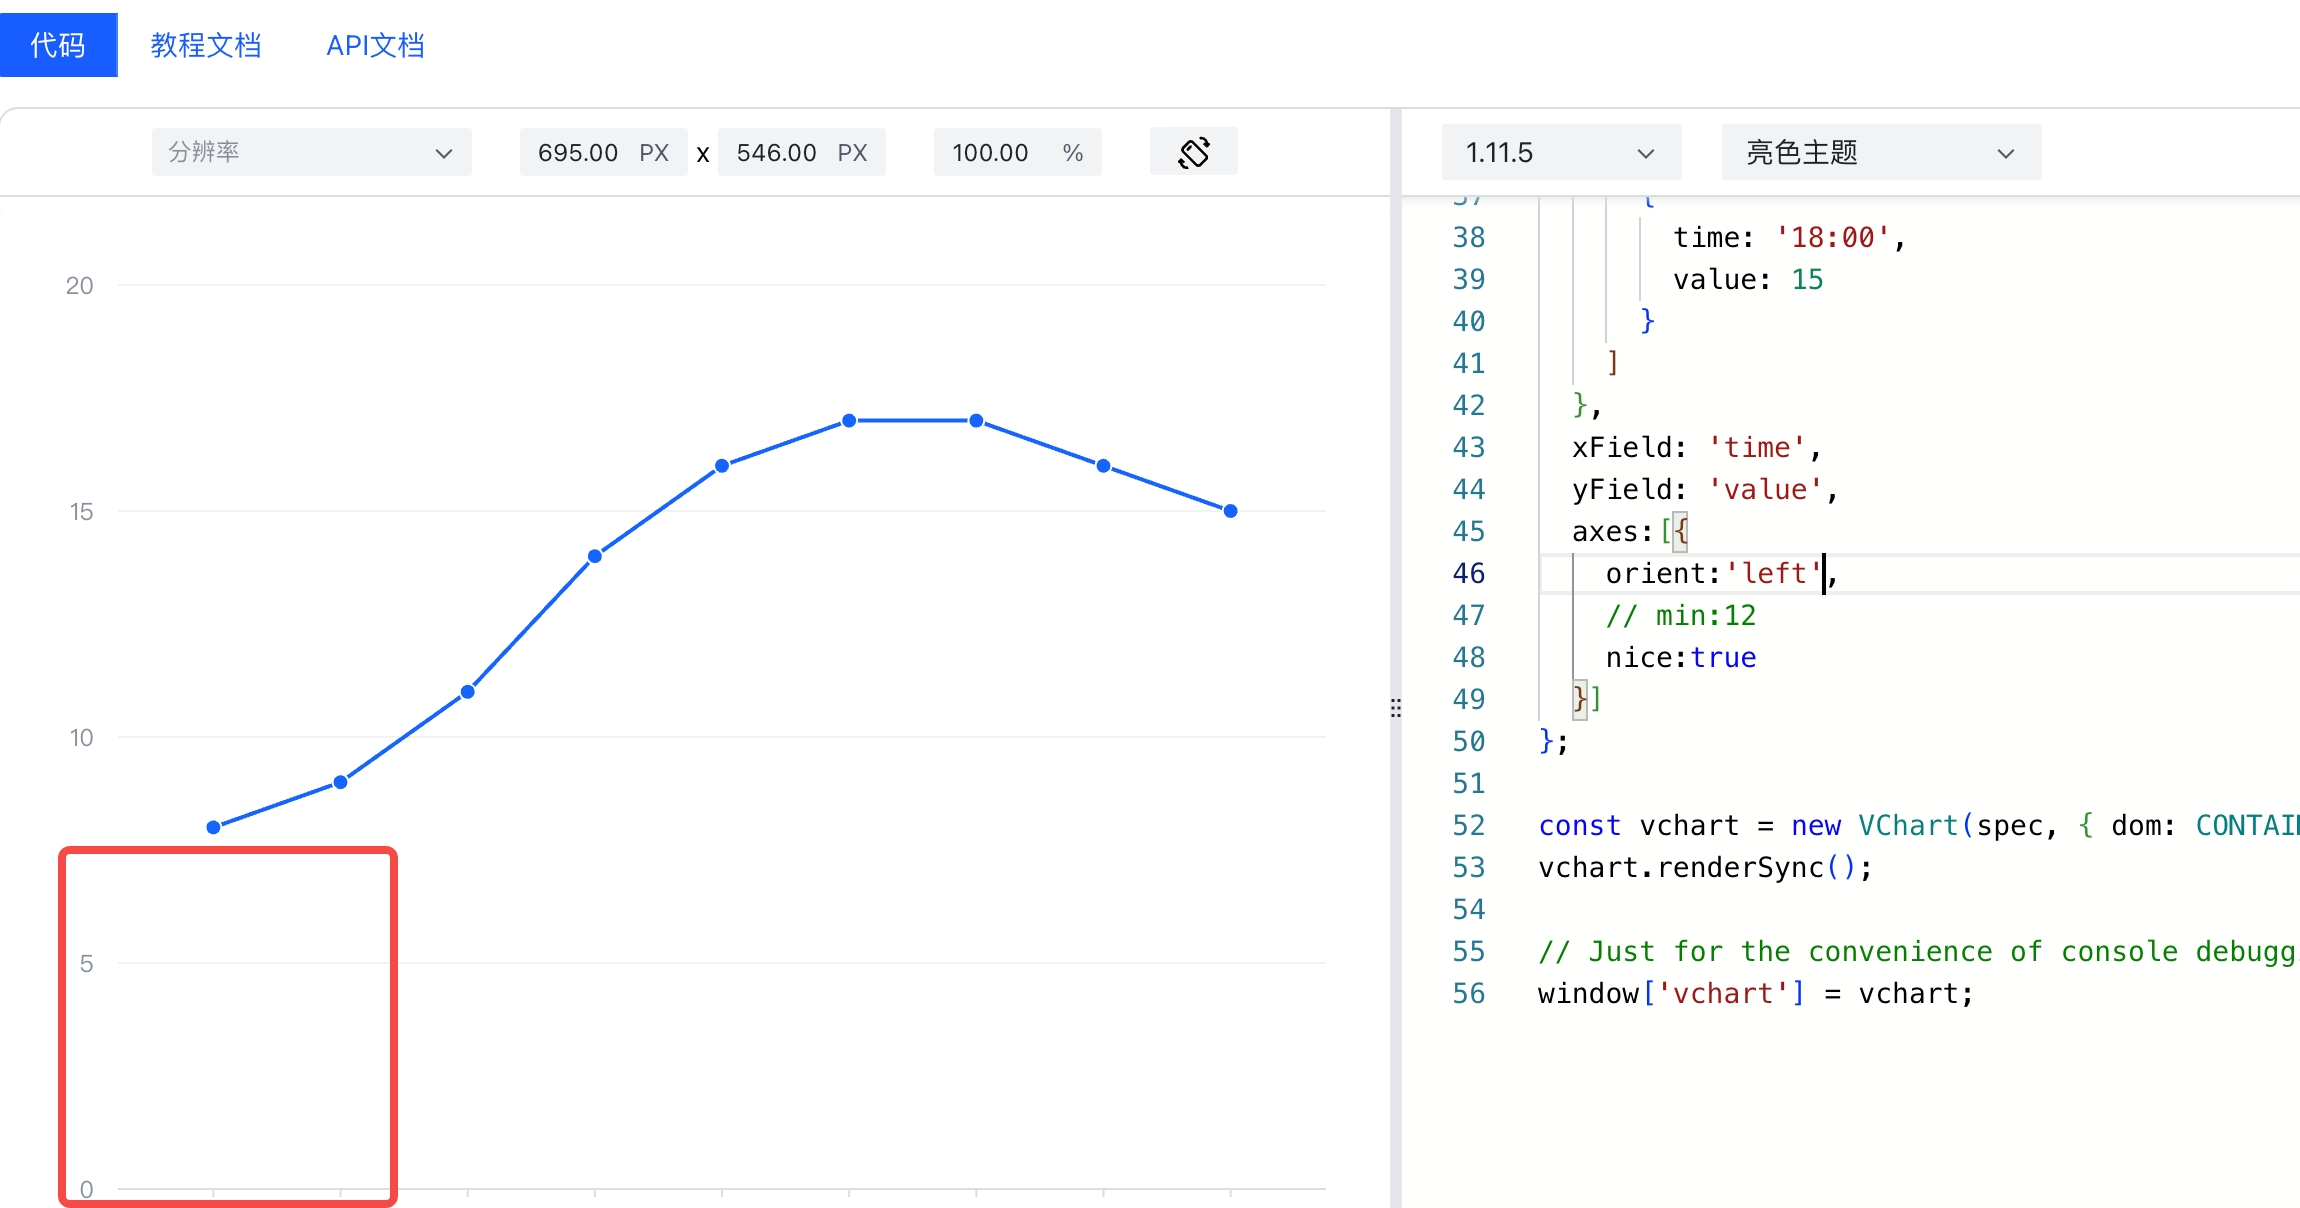 代码 教程文档 API文档
分辨率 695.00 PX x 546.00 PX 100.00 % 1.11.5 亮色主题
20
15
10
5
0
37 {
38 time: '18:00',
39 value: 15
40 }
41 ]
42 },
43 xField: 'time',
44 yField: 'value',
45 axes:[{
46 orient:'left',
47 // min:12
48 nice:true
49 }]
50 };
51
52 const vchart = new VChart(spec, { dom: CONTAI
53 vchart.renderSync();
54
55 // Just for the convenience of console debugg
56 window['vchart'] = vchart;